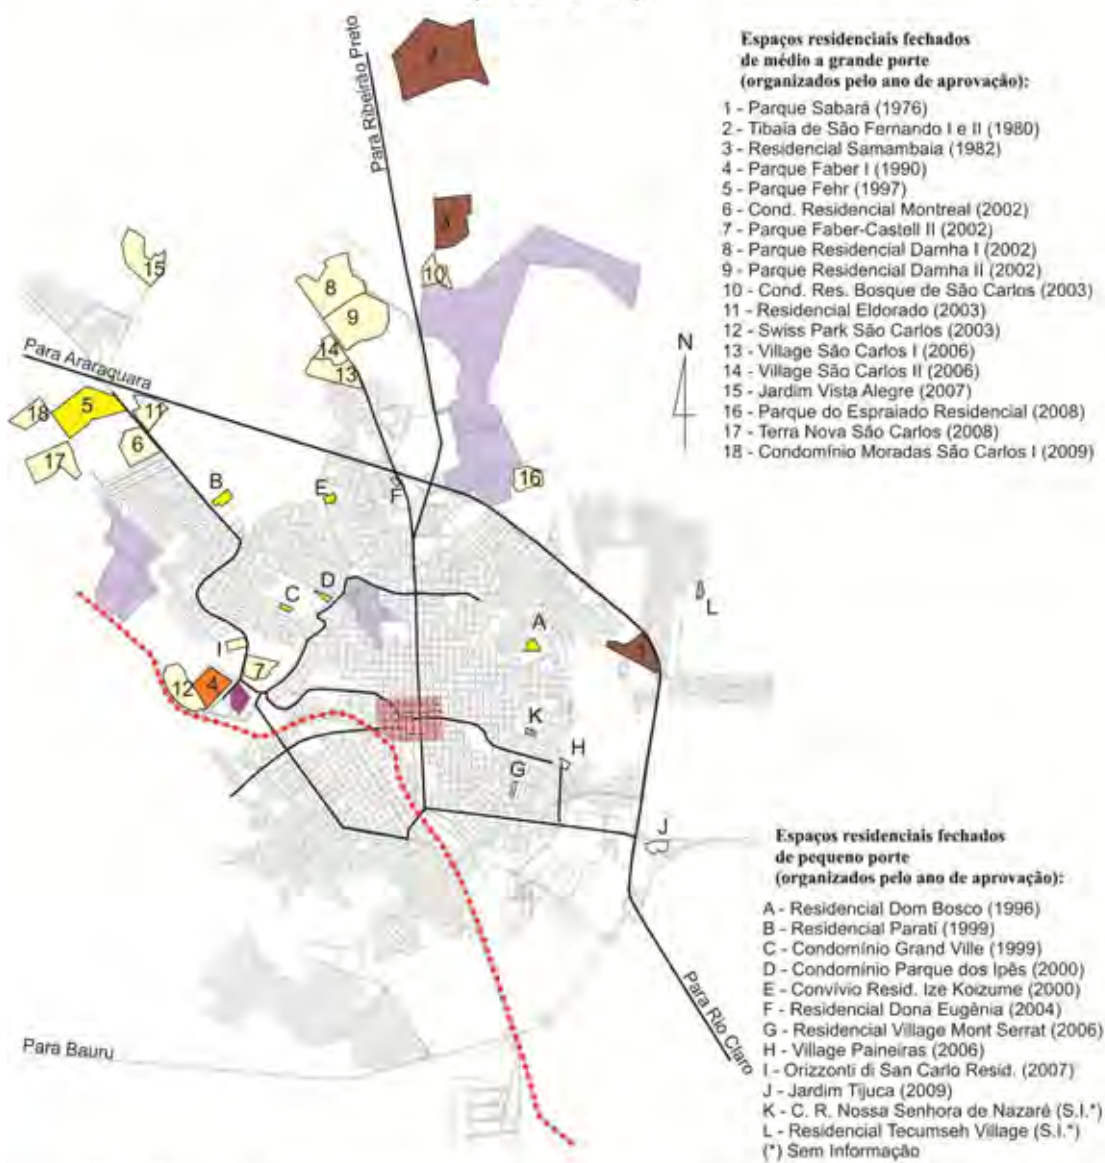 Espaços residenciais fechados
de médio a grande porte
(organizados pelo ano de aprovação):
1 - Parque Sabará (1976)
2 - Tibaia de São Fernando I e II (1980)
3 - Residencial Samambaia (1982)
4 - Parque Faber I (1990)
5 - Parque Fehr (1997)
6 - Cond. Residencial Montreal (2002)
7 - Parque Faber-Castell II (2002)
8 - Parque Residencial Damha I (2002)
9 - Parque Residencial Damha II (2002)
10 - Cond. Res. Bosque de São Carlos (2003)
11 - Residencial Eldorado (2003)
12 - Swiss Park São Carlos (2003)
13 - Village São Carlos I (2006)
14 - Village São Carlos II (2006)
15 - Jardim Vista Alegre (2007)
16 - Parque do Espraiado Residencial (2008)
17 - Terra Nova São Carlos (2008)
18 - Condomínio Moradas São Carlos I (2009)
Para Ribeirão Preto
15
10
8
9
14
13
N
Para Araraquara
18
5
11
6
17
B
E
F
16
D
C
L
A
I
7
12
4
K
H
G
J
Para Rio Claro
Para Bauru
Espaços residenciais fechados
de pequeno porte
(organizados pelo ano de aprovação):
A - Residencial Dom Bosco (1996)
B - Residencial Parati (1999)
C - Condomínio Grand Ville (1999)
D - Condomínio Parque dos Ipês (2000)
E - Convívio Resid. Ize Koizume (2000)
F - Residencial Dona Eugênia (2004)
G - Residencial Village Mont Serrat (2006)
H - Village Paineiras (2006)
I - Orizzonti di San Carlo Resid. (2007)
J - Jardim Tijuca (2009)
K - C. R. Nossa Senhora de Nazaré (S.I.*)
L - Residencial Tecumseh Village (S.I.*)
(*) Sem Informação